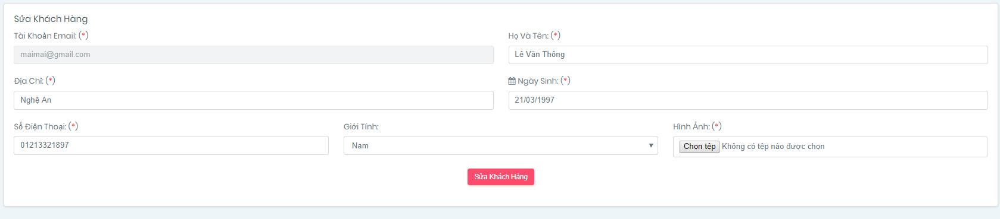 Sửa Khách Hàng
Tài Khoản Email: (*) Họ Và Tên: (*)
maimai@gmail.com Lê Văn Thông
Địa Chỉ: (*) Ngày Sinh: (*)
Nghệ An 21/03/1997
Số Điện Thoại: (*) Giới Tính: Hình Ảnh: (*)
01213321897 Nam Chọn tệp Không có tệp nào được chọn
Sửa Khách Hàng